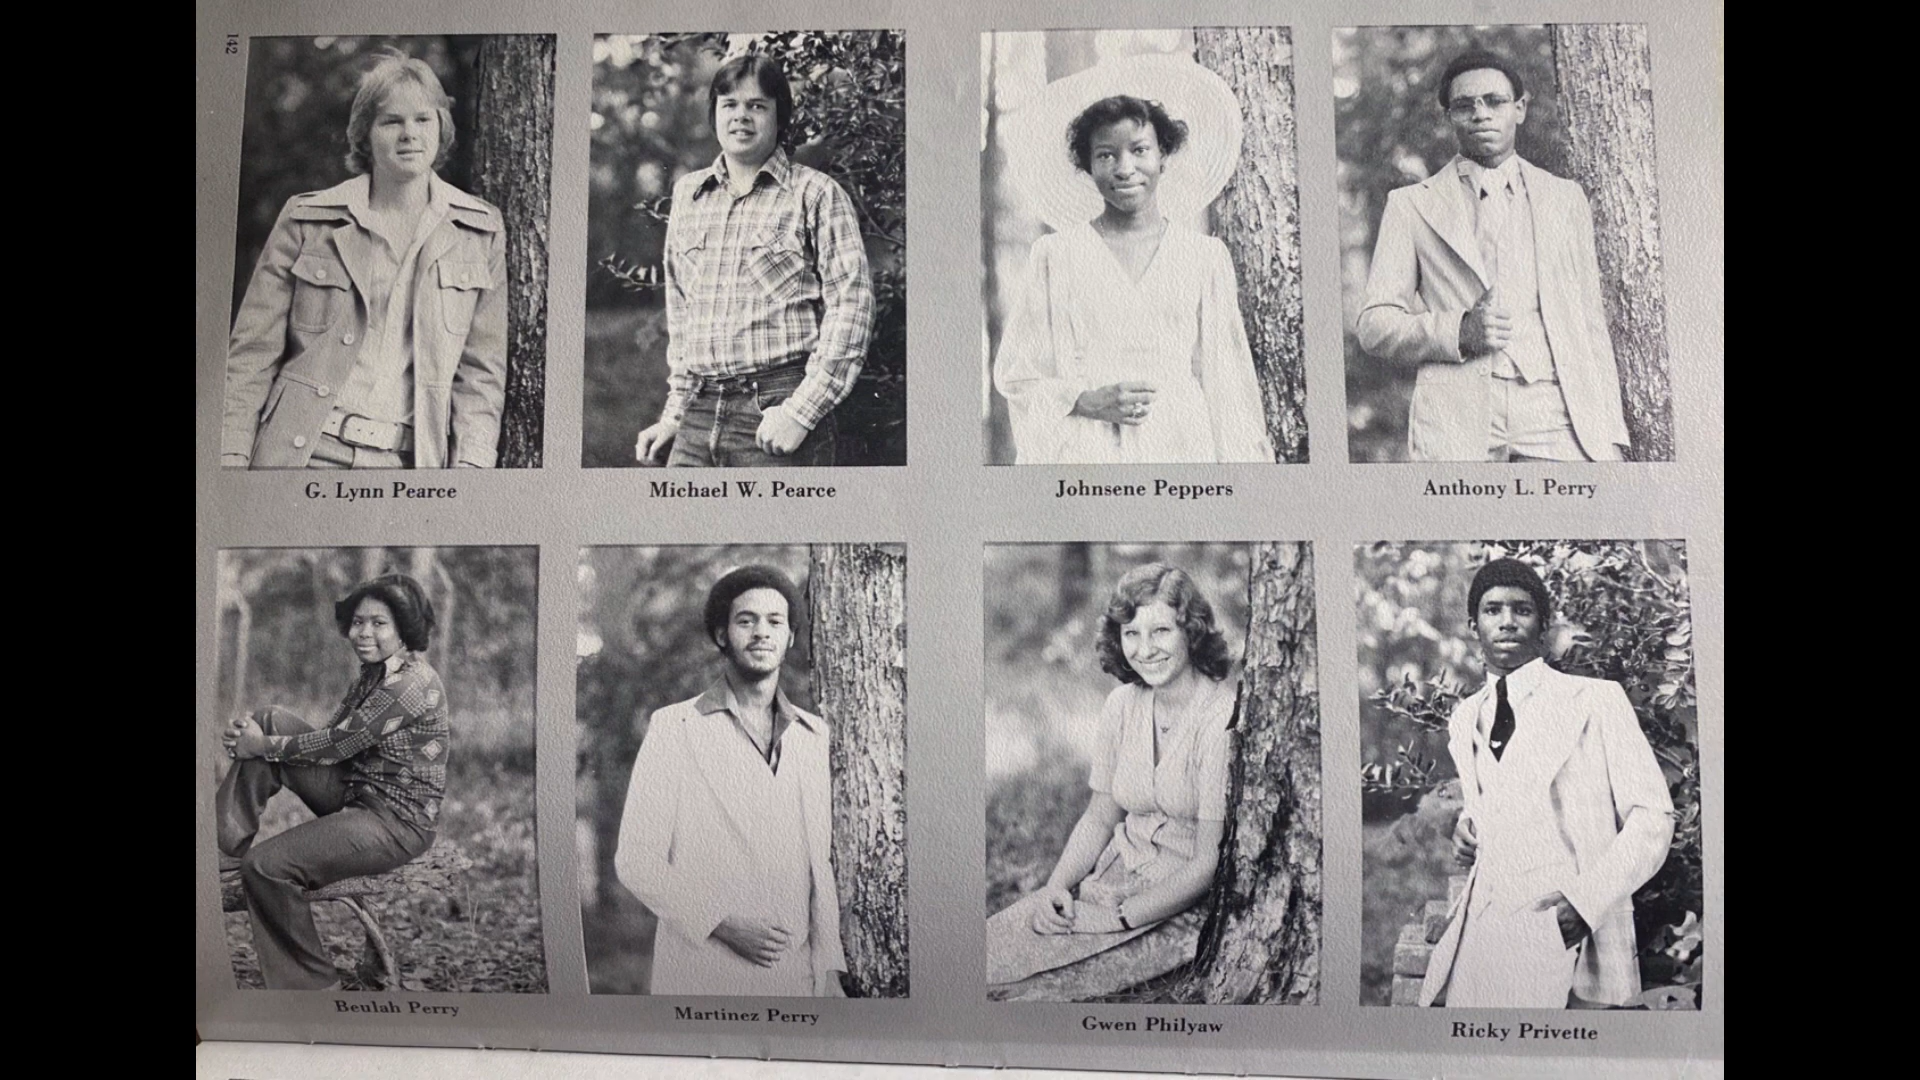 142
G. Lynn Pearce
Michael W. Pearce
Johnsene Peppers
Anthony L. Perry
Beulah Perry
Martinez Perry
Gwen Philyaw
Ricky Privette